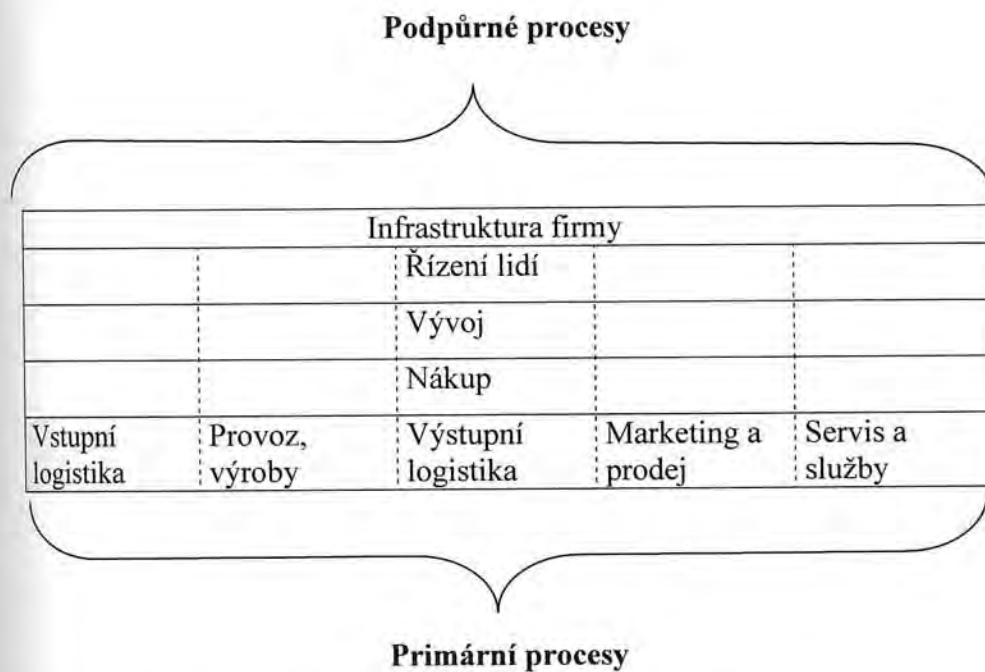 Podpůrné procesy
Infrastruktura firmy
Řízení lidí
Vývoj
Nákup
Vstupní
logistika
Provoz,
výroby
Výstupní
logistika
Marketing a
prodej
Servis a
služby
Primární procesy